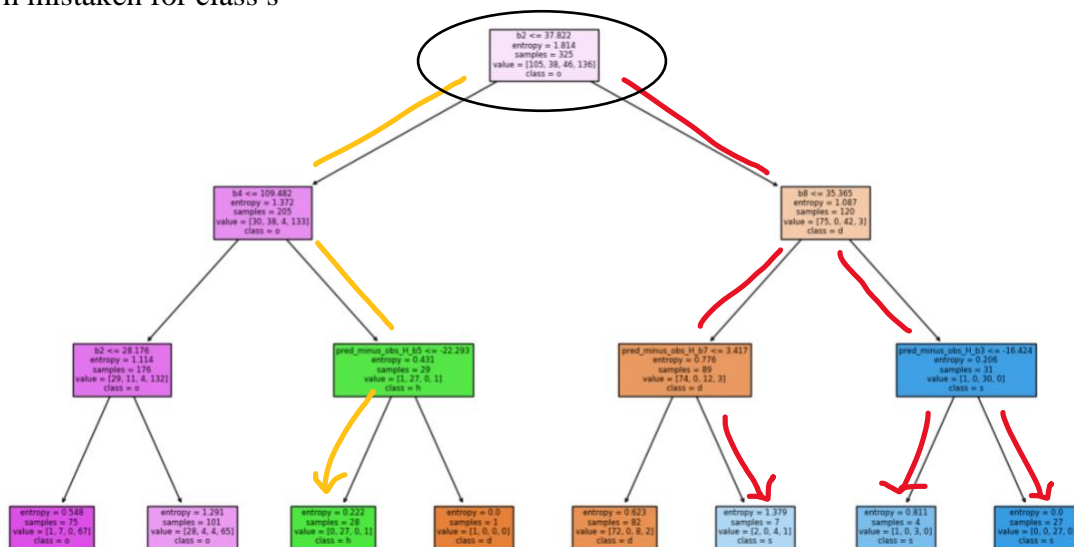 mistaken for class s
b2 <= 37.822
entropy = 1.814
samples = 325
value = [105, 38, 46, 136]
class = o
b4 <= 109.482
entropy = 1.372
samples = 205
value = [30, 38, 4, 133]
class = o
b8 <= 35.365
entropy = 1.087
samples = 120
value = [75, 0, 42, 3]
class = d
b2 <= 28.176
entropy = 1.114
samples = 176
value = [29, 11, 4, 132]
class = o
pred_minus_obs_H_b5 <= -22.293
entropy = 0.431
samples = 29
value = [1, 27, 0, 1]
class = h
pred_minus_obs_H_b7 <= 3.417
entropy = 0.776
samples = 89
value = [74, 0, 12, 3]
class = d
pred_minus_obs_H_b3 <= -16.424
entropy = 0.206
samples = 31
value = [1, 0, 30, 0]
class = s
entropy = 0.548
samples = 75
value = [1, 7, 0, 67]
class = o
entropy = 1.291
samples = 101
value = [28, 4, 4, 65]
class = o
entropy = 0.222
samples = 28
value = [0, 27, 0, 1]
class = h
entropy = 0.0
samples = 1
value = [1, 0, 0, 0]
class = d
entropy = 0.623
samples = 82
value = [72, 0, 8, 2]
class = d
entropy = 1.379
samples = 7
value = [2, 0, 4, 1]
class = s
entropy = 0.811
samples = 4
value = [1, 0, 3, 0]
class = s
entropy = 0.0
samples = 27
value = [0, 0, 27, 0]
class = s